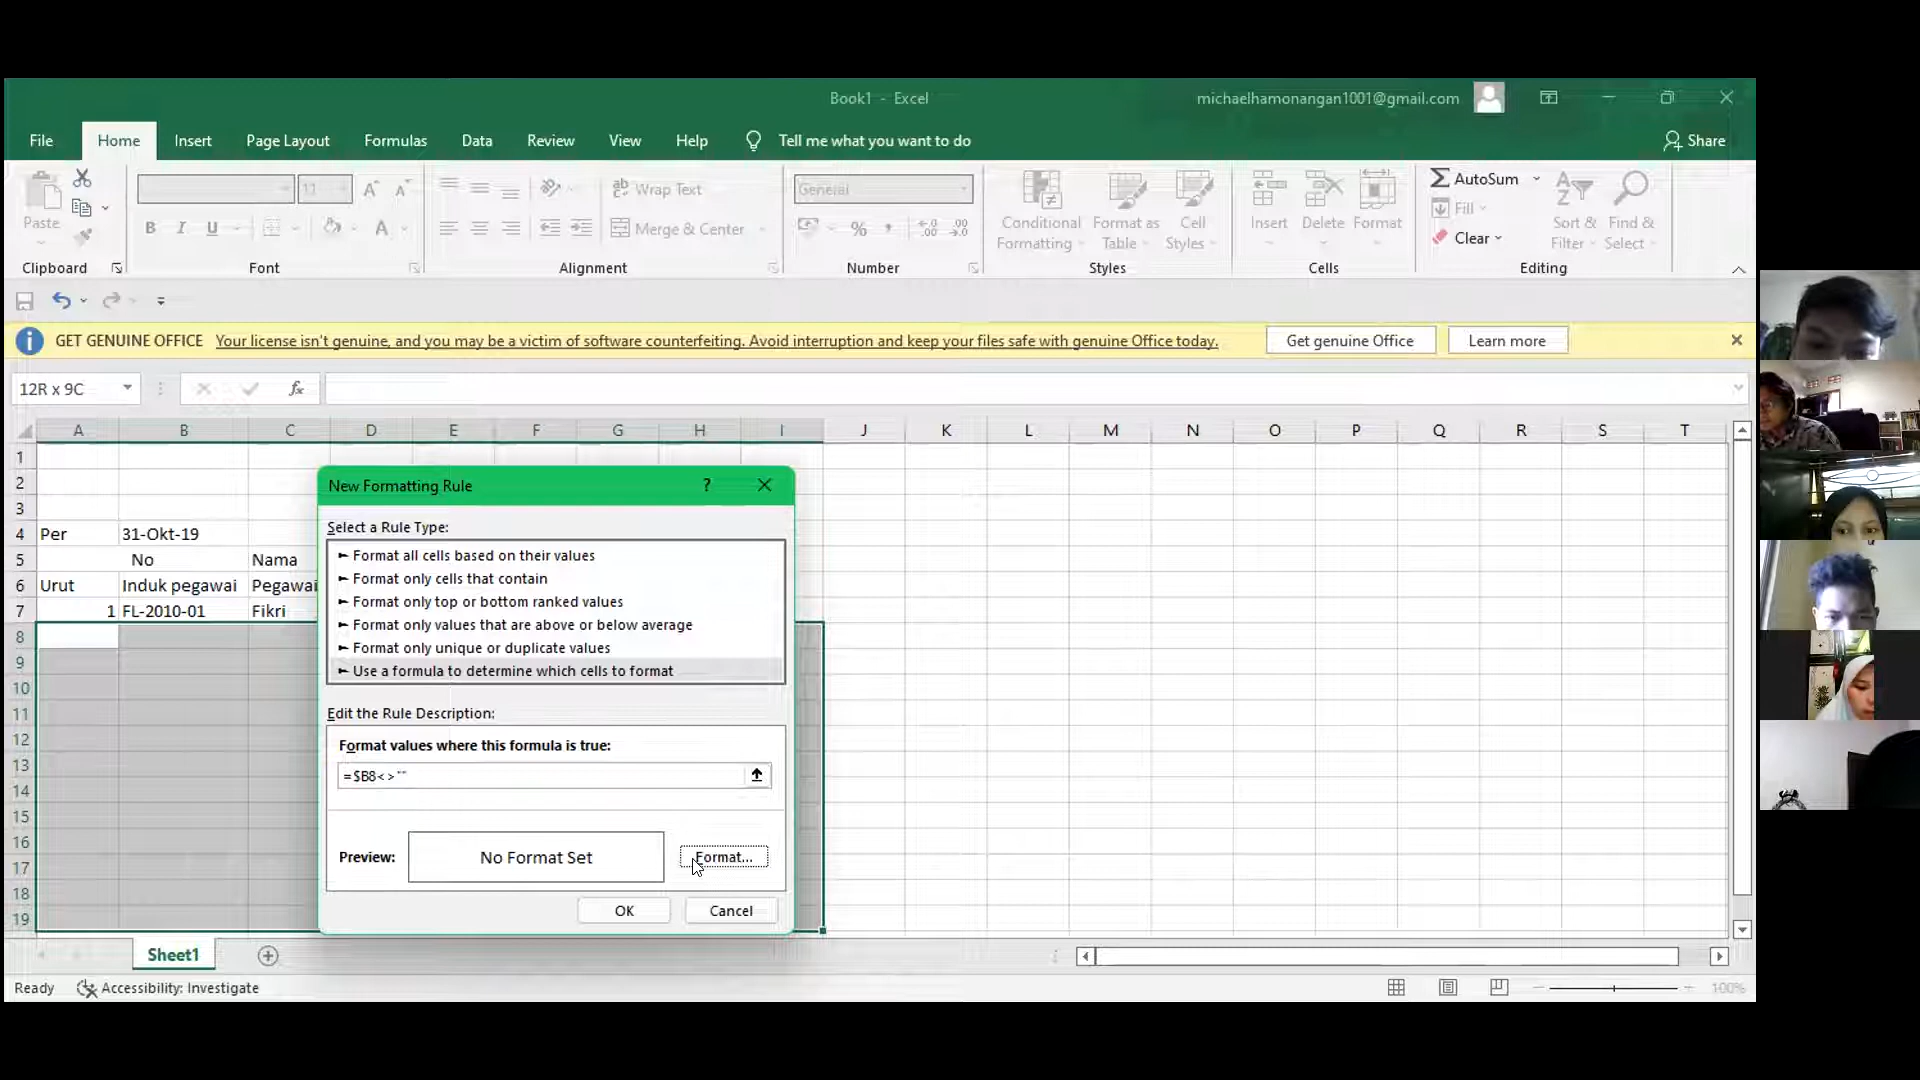 Book1 - Excel
michaelhamonangan1001@gmail.com
File
Home
Insert
Page Layout
Formulas
Data
Review
View
Help
Tell me what you want to do
Share
Paste
Clipboard
11
B I U
Font
Wrap Text
Merge & Center
Alignment
General
%
Number
Conditional Formatting
Format as Table
Cell Styles
Styles
Insert
Delete
Format
Cells
AutoSum
Fill
Clear
Sort & Filter
Find & Select
Editing
GET GENUINE OFFICE Your license isn't genuine, and you may be a victim of software counterfeiting. Avoid interruption and keep your files safe with genuine Office today.
Get genuine Office
Learn more
12R x 9C
fx
A B C D E F G H I J K L M N O P Q R S T
1
2
3
4 Per 31-Okt-19
5 No Nama
6 Urut Induk pegawai Pegawai
7 1 FL-2010-01 Fikri
8
9
10
11
12
13
14
15
16
17
18
19
New Formatting Rule
?
Select a Rule Type:
► Format all cells based on their values
► Format only cells that contain
► Format only top or bottom ranked values
► Format only values that are above or below average
► Format only unique or duplicate values
► Use a formula to determine which cells to format
Edit the Rule Description:
Format values where this formula is true:
=$B8<>""
Preview:
No Format Set
Format...
OK
Cancel
Sheet1
Ready
Accessibility: Investigate
100%